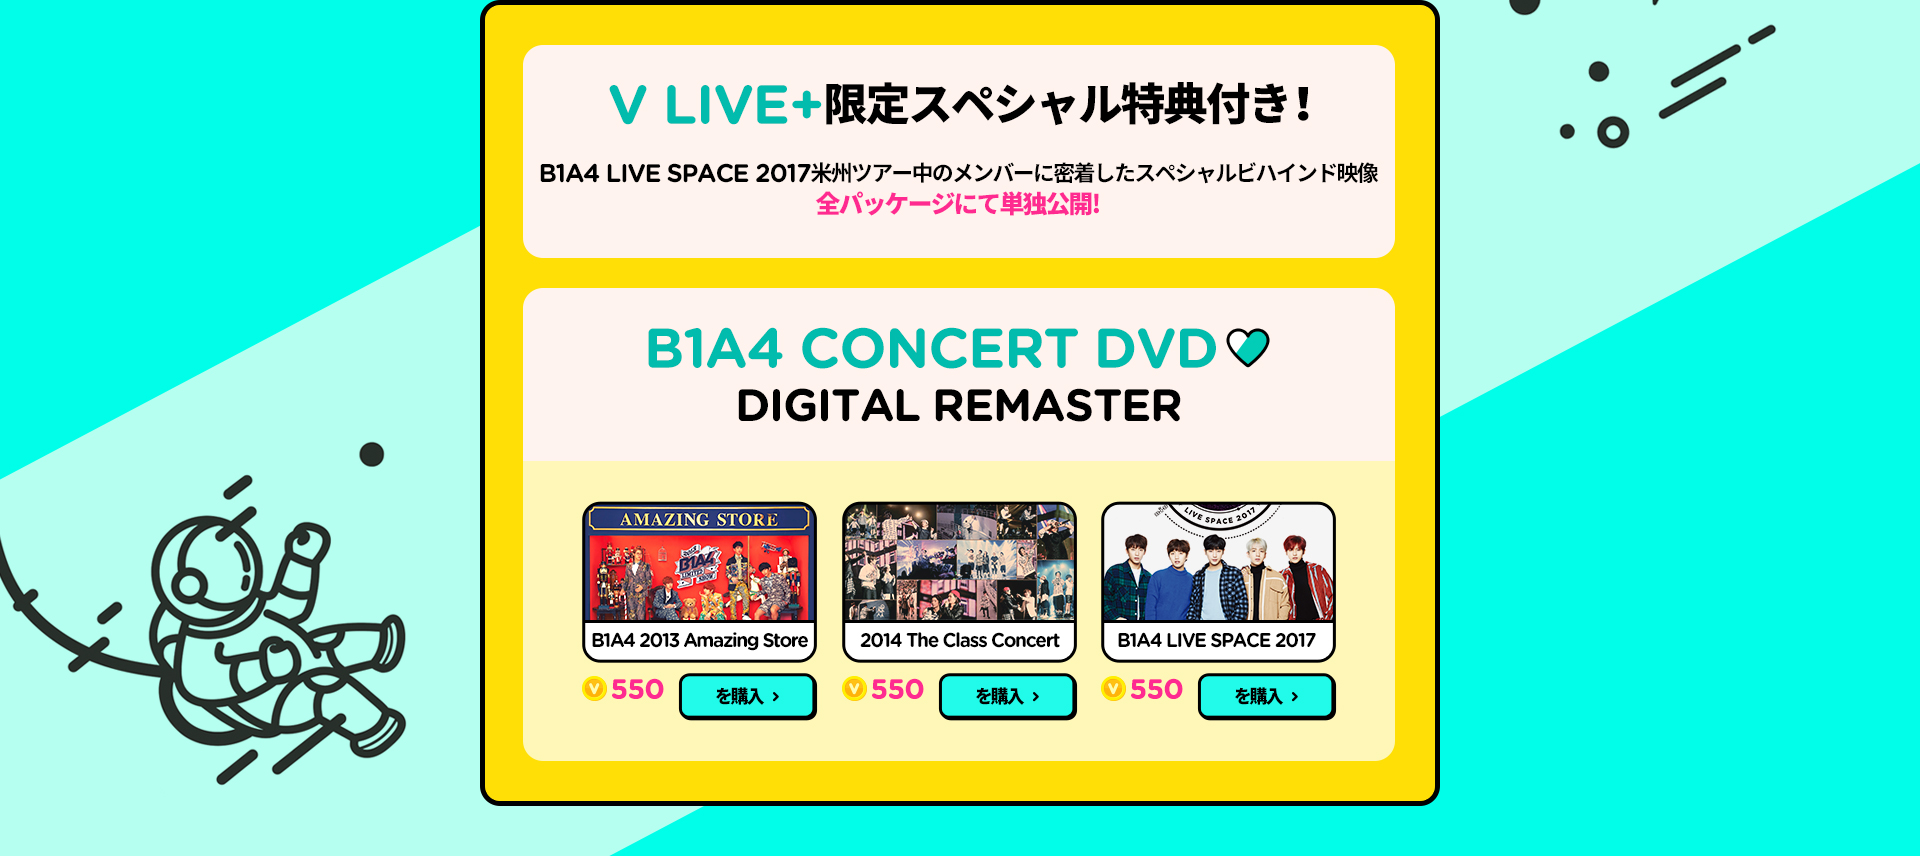 V LIVE+限定スペシャル特典付き!
B1A4 LIVE SPACE 2017米州ツアー中のメンバーに密着したスペシャルビハインド映像
全パッケージにて単独公開!
B1A4 CONCERT DVD
DIGITAL REMASTER
AMAZING STORE
B1A4
LIMITED SHOW
LIVE SPACE 2017
B1A4 2013 Amazing Store
2014 The Class Concert
B1A4 LIVE SPACE 2017
V 550
を購入 >
V 550
を購入 >
V 550
を購入 >